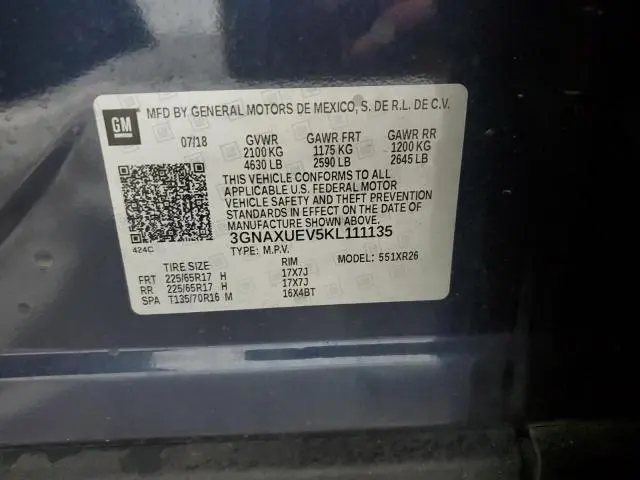 GM
MFD BY GENERAL MOTORS DE MEXICO, S. DE R.L. DE C.V.
07/18 GVWR GAWR FRT GAWR RR
2100 KG 1175 KG 1200 KG
4630 LB 2590 LB 2645 LB
THIS VEHICLE CONFORMS TO ALL
APPLICABLE U.S. FEDERAL MOTOR
VEHICLE SAFETY AND THEFT PREVENTION
STANDARDS IN EFFECT ON THE DATE OF
MANUFACTURE SHOWN ABOVE.
424C 3GNAXUEV5KL111135
TYPE: M.P.V. MODEL: 551XR26
TIRE SIZE RIM
FRT 225/65R17 H 17X7J
RR 225/65R17 H 17X7J
SPA T135/70R16 M 16X4BT